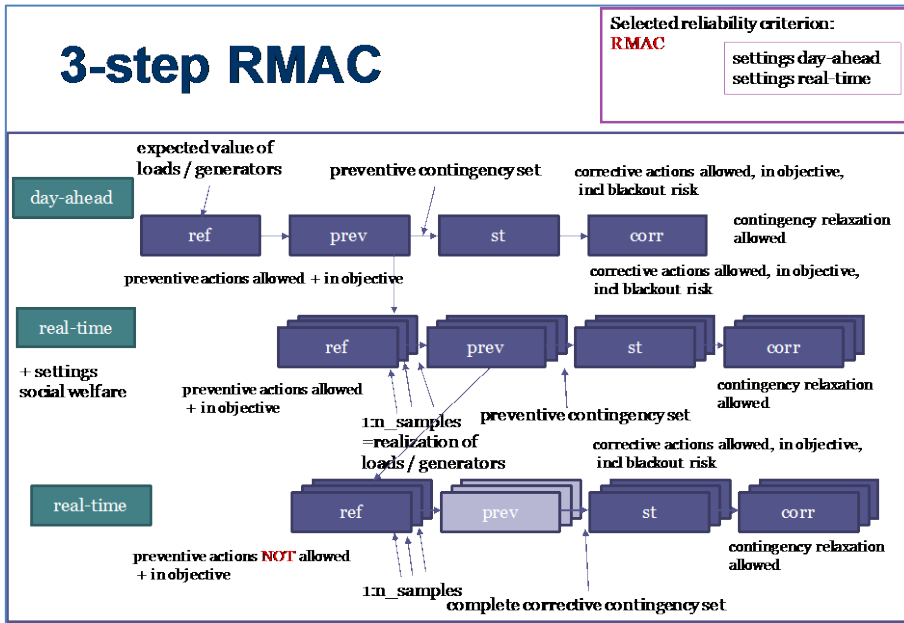 3-step RMAC
Selected reliability criterion:
RMAC
settings day-ahead
settings real-time
expected value of
loads / generators
preventive contingency set
corrective actions allowed, in objective,
incl blackout risk
day-ahead
ref
prev
st
corr
contingency relaxation
allowed
preventive actions allowed + in objective
corrective actions allowed, in objective,
incl blackout risk
real-time
ref
prev
st
corr
+ settings
social welfare
preventive actions allowed
+ in objective
contingency relaxation
allowed
preventive contingency set
1:n_samples
=realization of
loads / generators
corrective actions allowed, in objective,
incl blackout risk
real-time
ref
prev
st
corr
preventive actions NOT allowed
+ in objective
contingency relaxation
allowed
1:n_samples
complete corrective contingency set